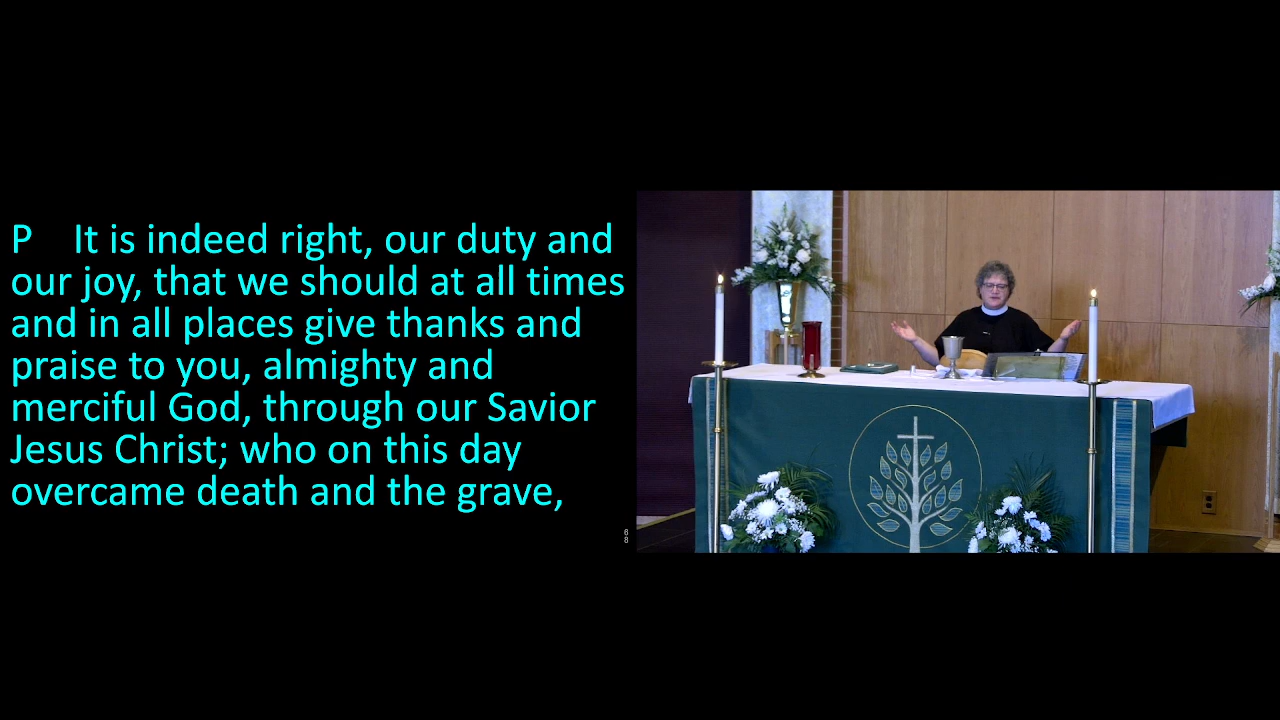 P It is indeed right, our duty and
our joy, that we should at all times
and in all places give thanks and
praise to you, almighty and
merciful God, through our Savior
Jesus Christ; who on this day
overcame death and the grave,
6
8